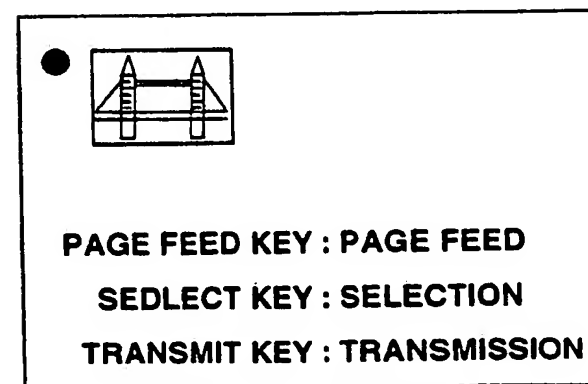 PAGE FEED KEY : PAGE FEED
SEDLECT KEY : SELECTION
TRANSMIT KEY : TRANSMISSION